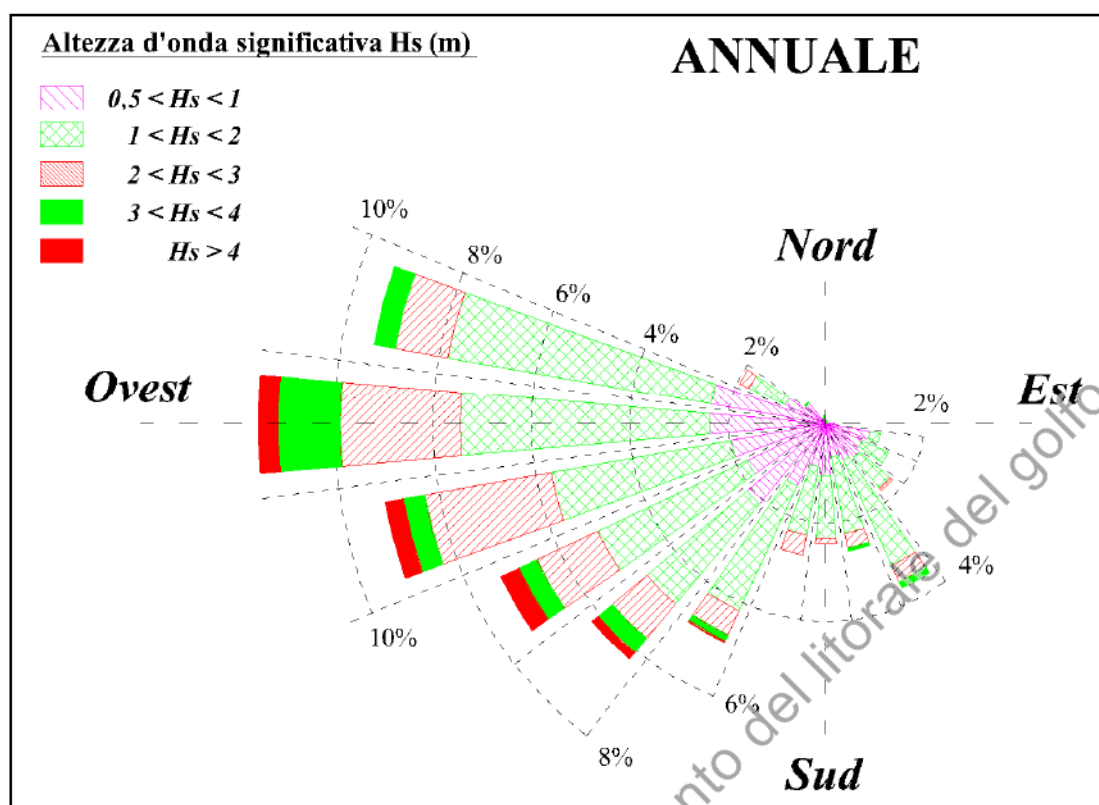 Altezza d'onda significativa Hs (m)
ANNUALE
0,5 < Hs < 1
1 < Hs < 2
2 < Hs < 3
3 < Hs < 4
Hs > 4
10%
8%
6%
4%
2%
Nord
Ovest
Est
2%
4%
10%
6%
8%
Sud
nto del litorale del golfo